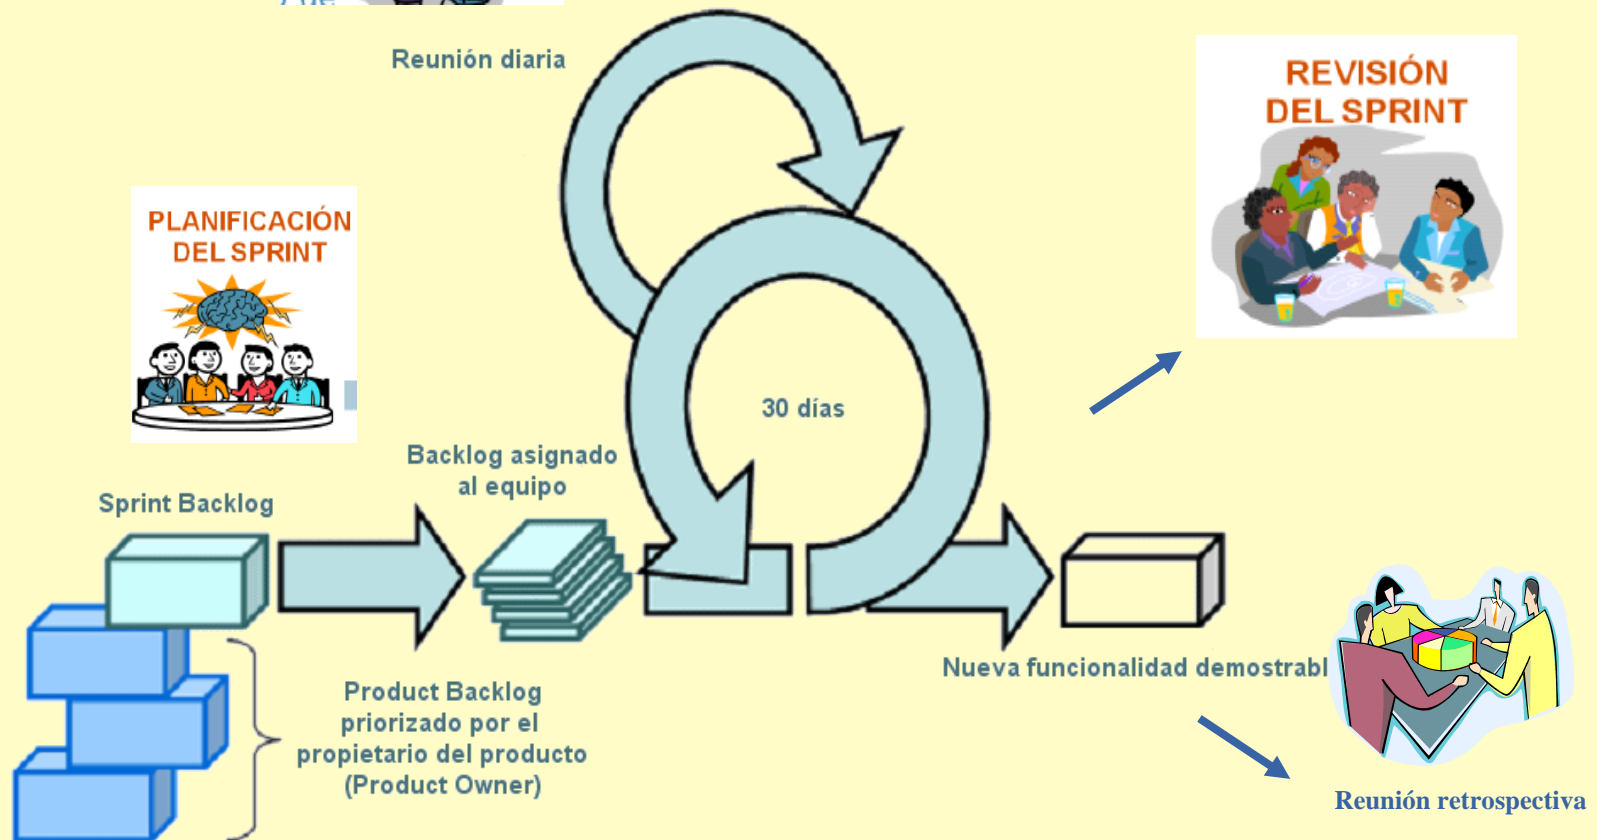 Reunión diaria
REVISIÓN
DEL SPRINT
PLANIFICACIÓN
DEL SPRINT
30 días
Backlog asignado
al equipo
Sprint Backlog
Nueva funcionalidad demostrabl
Product Backlog
priorizado por el
propietario del producto
(Product Owner)
Reunión retrospectiva